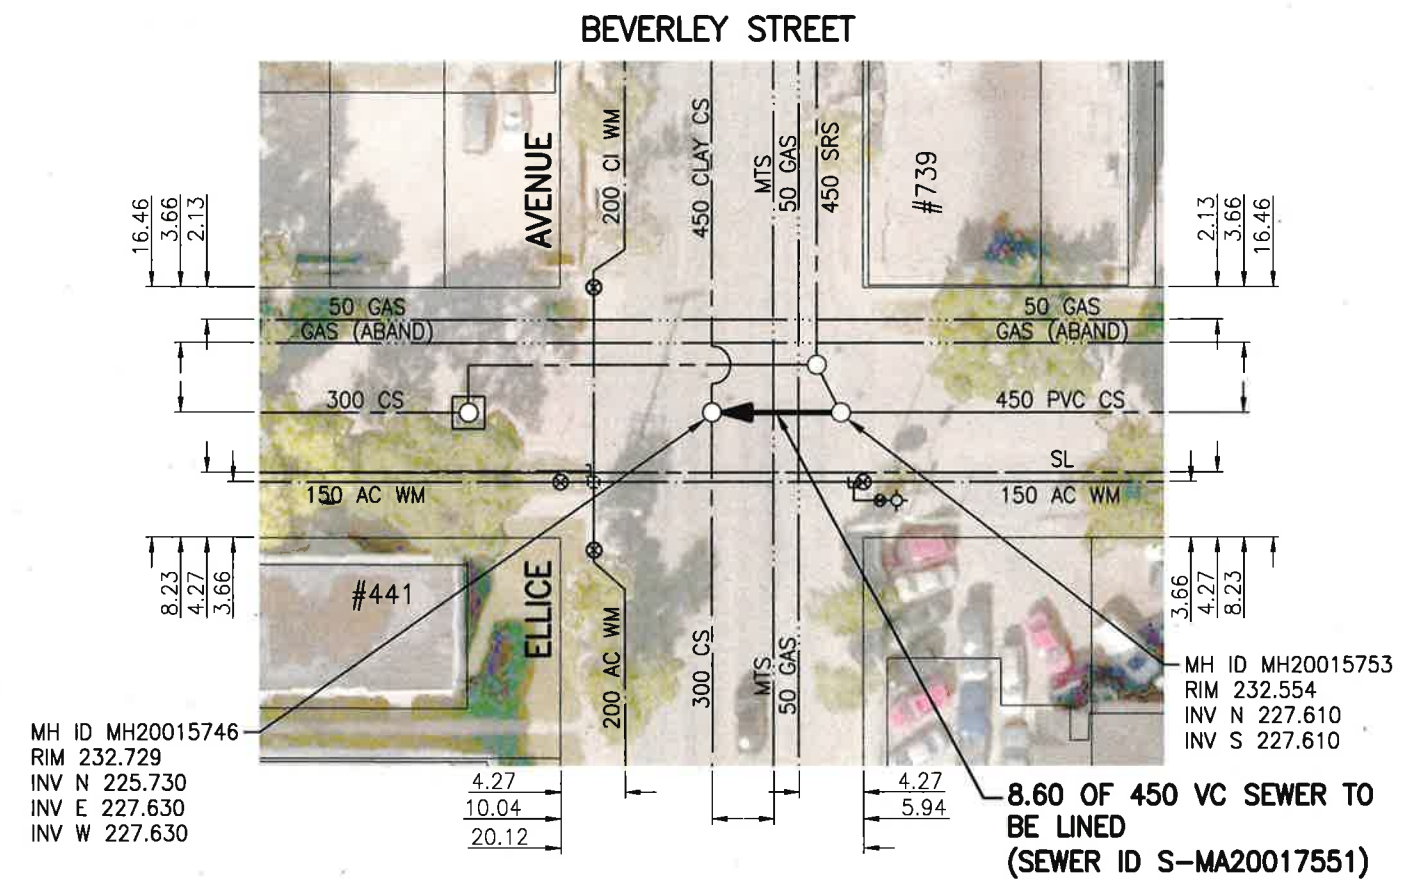 BEVERLEY STREET
AVENUE
200 CI WM
450 CLAY CS
MTS
50 GAS
450 SRS
#739
16.46
3.66
2.13
2.13
3.66
16.46
50 GAS
GAS (ABAND)
50 GAS
GAS (ABAND)
300 CS
450 PVC CS
SL
150 AC WM
150 AC WM
8.23
4.27
3.66
#441
ELLICE
200 AC WM
300 CS
MTS
50 GAS
3.66
4.27
8.23
MH ID MH20015753
RIM 232.554
INV N 227.610
INV S 227.610
MH ID MH20015746
RIM 232.729
INV N 225.730
INV E 227.630
INV W 227.630
4.27
10.04
20.12
4.27
5.94
8.60 OF 450 VC SEWER TO
BE LINED
(SEWER ID S-MA20017551)